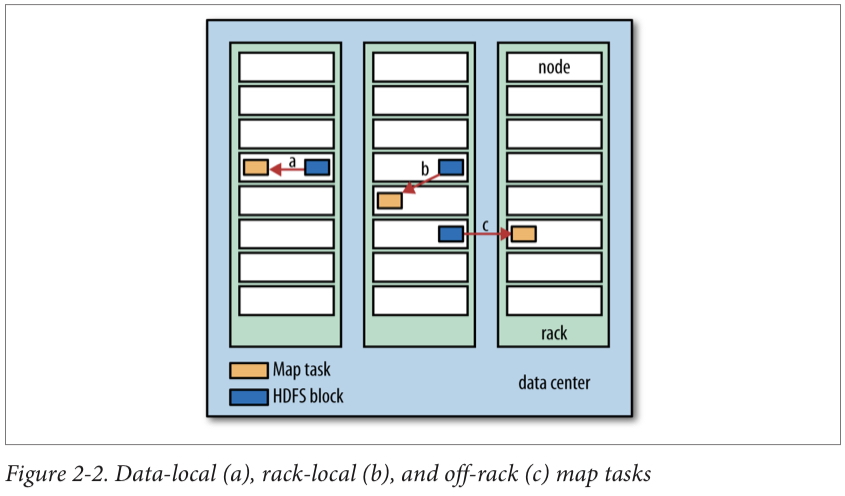 node
a
b
c
rack
Map task
HDFS block
data center
Figure 2-2. Data-local (a), rack-local (b), and off-rack (c) map tasks